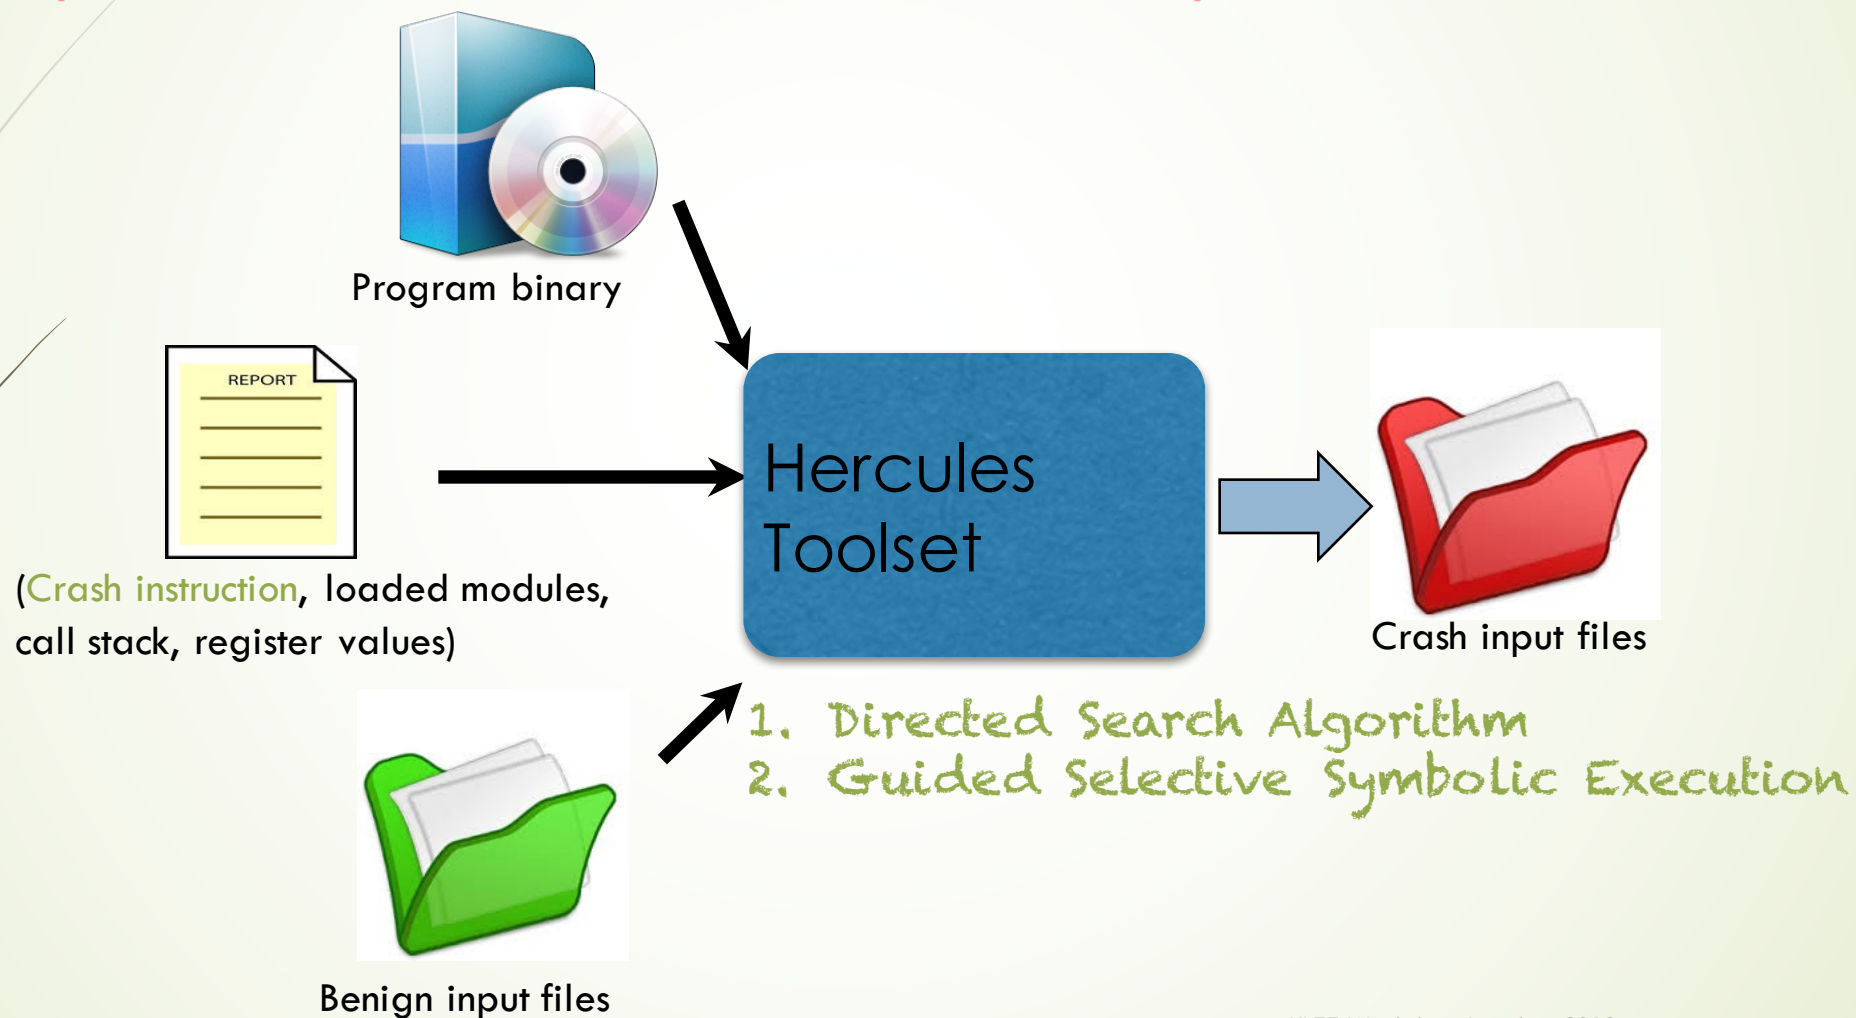 Program binary
REPORT
(Crash instruction, loaded modules,
call stack, register values)
Hercules
Toolset
Crash input files
1. Directed Search Algorithm
2. Guided Selective Symbolic Execution
Benign input files